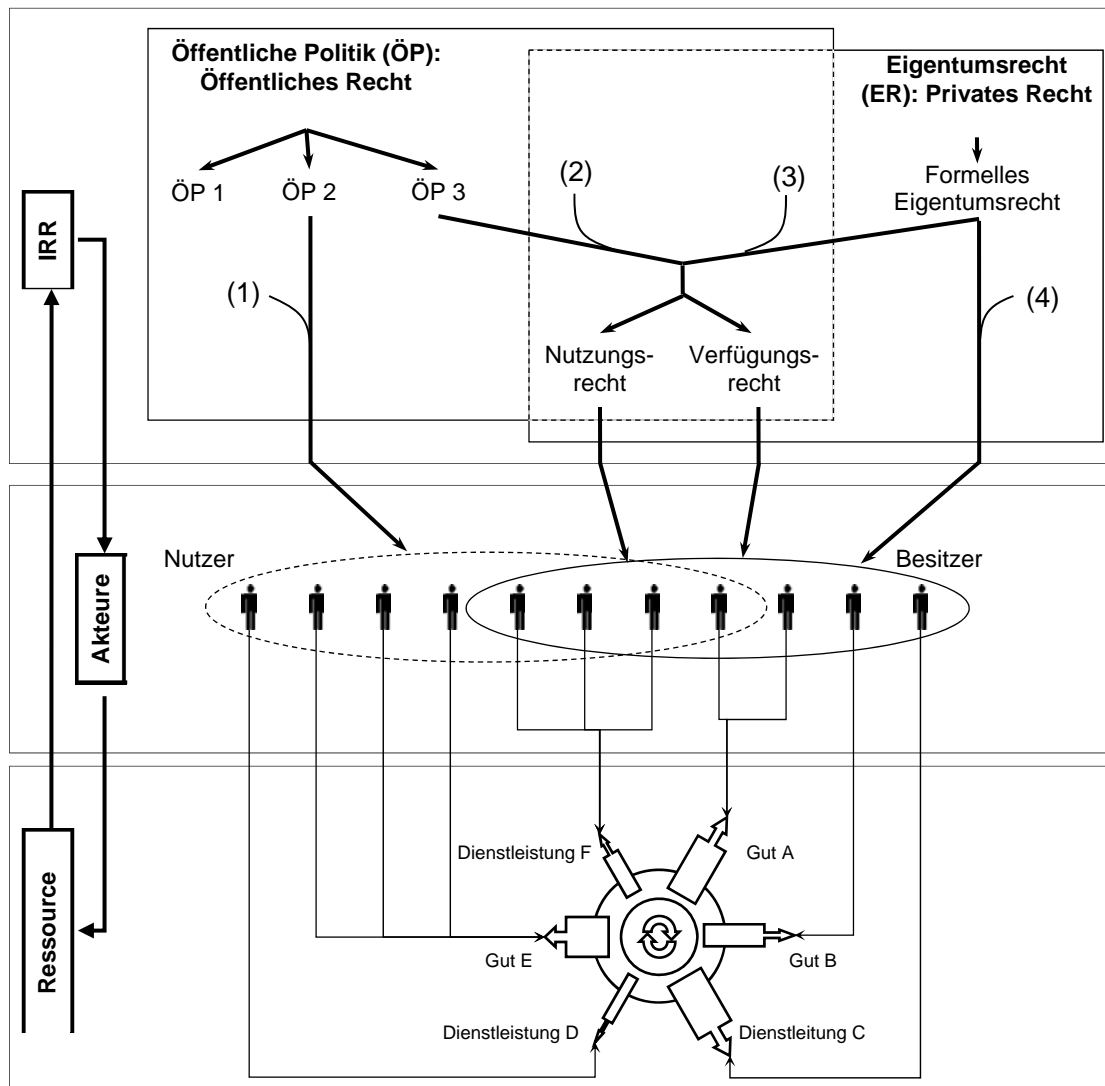 Öffentliche Politik (ÖP):
Öffentliches Recht
Eigentumsrecht
(ER): Privates Recht
ÖP 1
ÖP 2
ÖP 3
(2)
(3)
Formelles
Eigentumsrecht
IRR
(1)
(4)
Nutzungs-
recht
Verfügungs-
recht
Nutzer
Besitzer
Akteure
Dienstleistung F
Gut A
Ressource
Gut E
Gut B
Dienstleistung D
Dienstleitung C